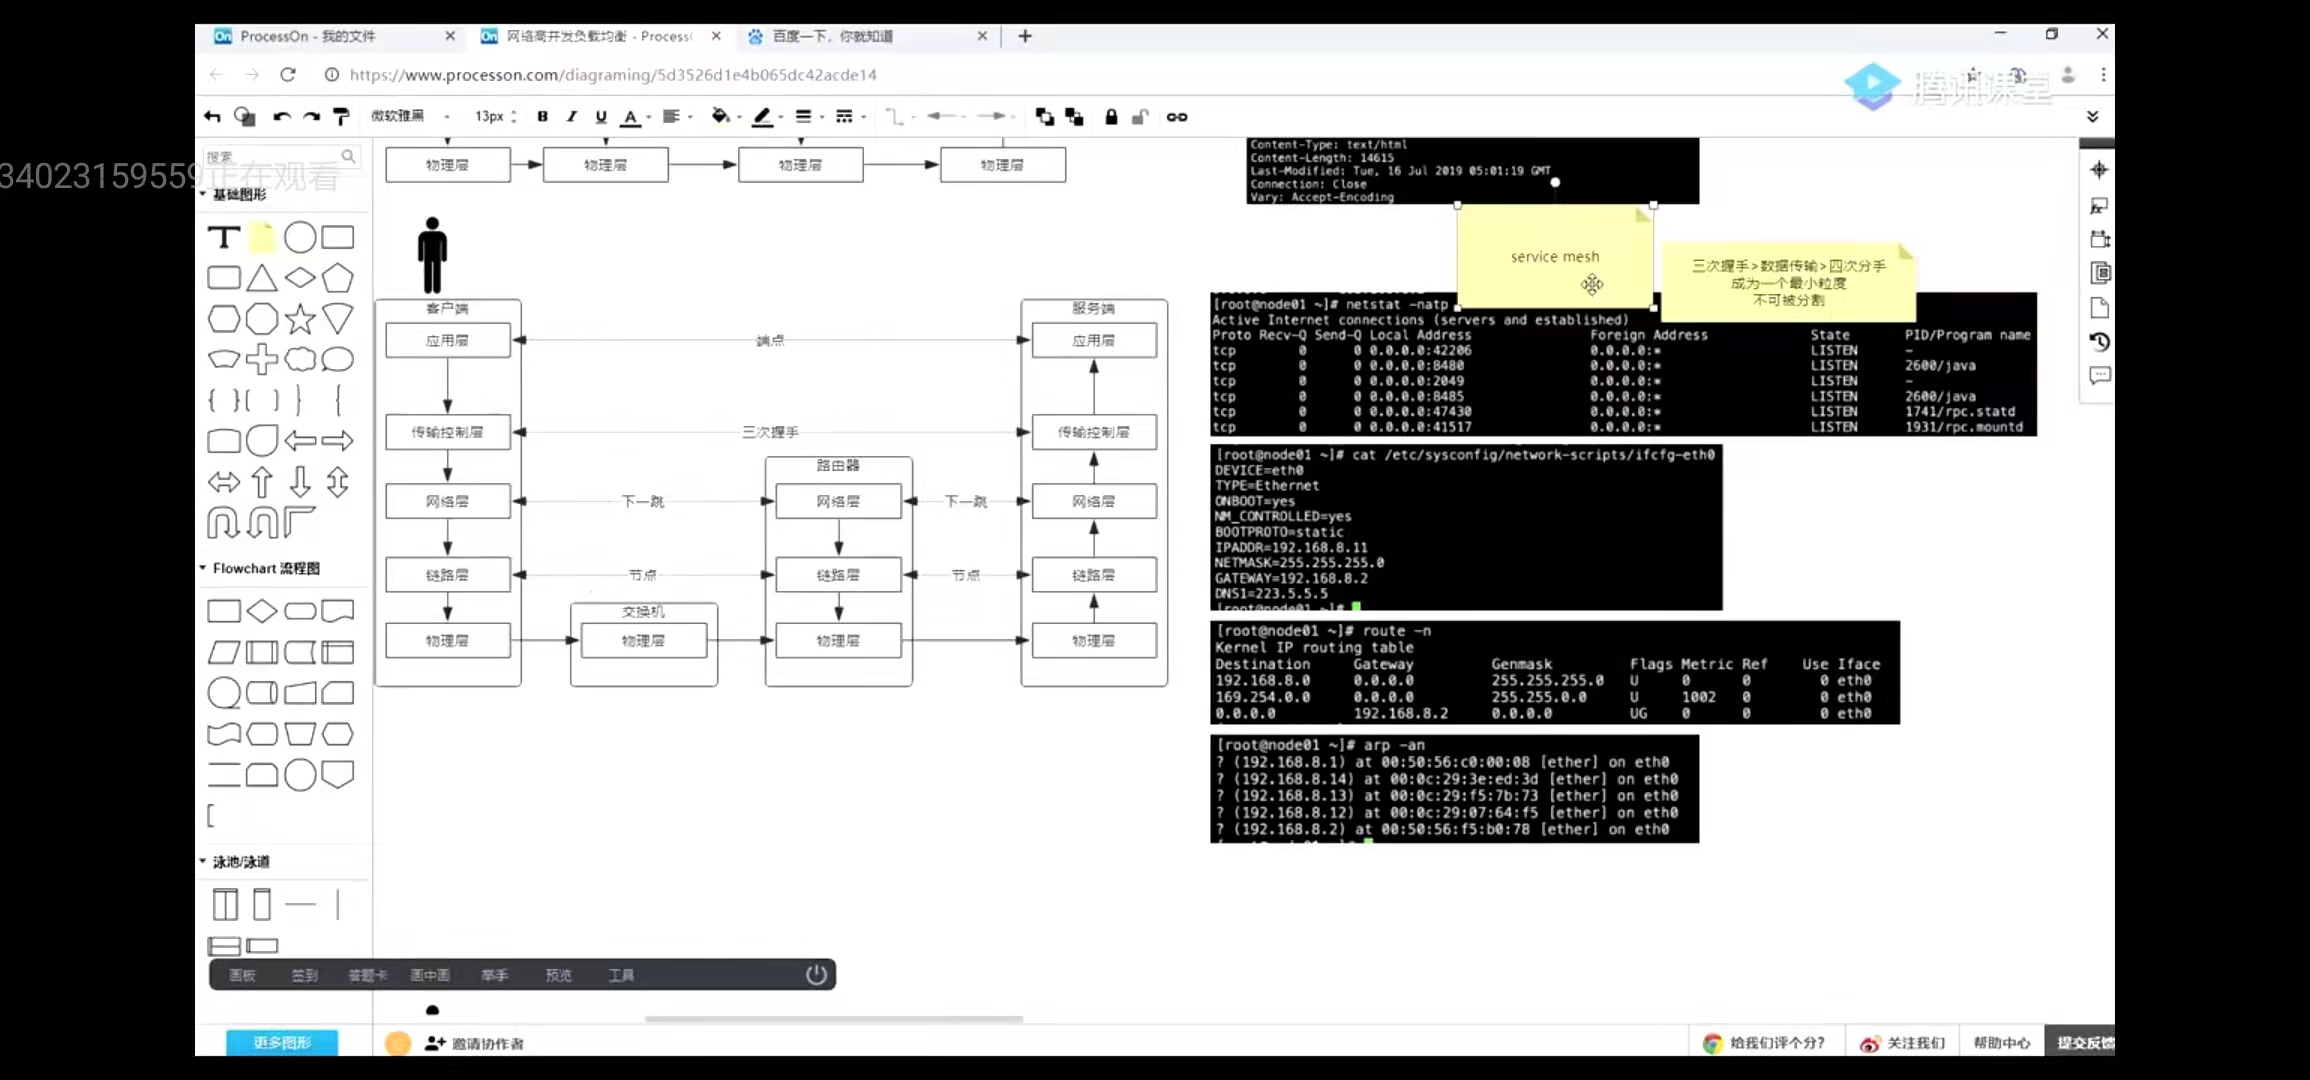 ProcessOn - 我的文件
网络高并发负载均衡 - Process
百度一下，你就知道
https://www.processon.com/diagraming/5d3526d1e4b065dc42acde14
腾讯课堂
微软雅黑
13px
B I U A
搜索
34023159559正在观看
基础图形
T
Flowchart 流程图
泳池/泳道
更多图形
物理层
物理层
物理层
物理层
客户端
应用层
传输控制层
网络层
链路层
物理层
端点
三次握手
下一跳
节点
交换机
物理层
路由器
网络层
链路层
物理层
下一跳
节点
服务端
应用层
传输控制层
网络层
链路层
物理层
Content-Type: text/html
Content-Length: 14615
Last-Modified: Tue, 16 Jul 2019 05:01:19 GMT
Connection: Close
Vary: Accept-Encoding
service mesh
三次握手>数据传输>四次分手
成为一个最小粒度
不可被分割
[root@node01 ~]# netstat -natp
Active Internet connections (servers and established)
Proto Recv-Q Send-Q Local Address Foreign Address State PID/Program name
tcp 0 0 0.0.0.0:42206 0.0.0.0:* LISTEN -
tcp 0 0 0.0.0.0:8480 0.0.0.0:* LISTEN 2600/java
tcp 0 0 0.0.0.0:2049 0.0.0.0:* LISTEN -
tcp 0 0 0.0.0.0:8485 0.0.0.0:* LISTEN 2600/java
tcp 0 0 0.0.0.0:47430 0.0.0.0:* LISTEN 1741/rpc.statd
tcp 0 0 0.0.0.0:41517 0.0.0.0:* LISTEN 1931/rpc.mountd
[root@node01 ~]# cat /etc/sysconfig/network-scripts/ifcfg-eth0
DEVICE=eth0
TYPE=Ethernet
ONBOOT=yes
NM_CONTROLLED=yes
BOOTPROTO=static
IPADDR=192.168.8.11
NETMASK=255.255.255.0
GATEWAY=192.168.8.2
DNS1=223.5.5.5
[root@node01 ~]#
[root@node01 ~]# route -n
Kernel IP routing table
Destination Gateway Genmask Flags Metric Ref Use Iface
192.168.8.0 0.0.0.0 255.255.255.0 U 0 0 0 eth0
169.254.0.0 0.0.0.0 255.255.0.0 U 1002 0 0 eth0
0.0.0.0 192.168.8.2 0.0.0.0 UG 0 0 0 eth0
[root@node01 ~]# arp -an
? (192.168.8.1) at 00:50:56:c0:00:08 [ether] on eth0
? (192.168.8.14) at 00:0c:29:3e:ed:3d [ether] on eth0
? (192.168.8.13) at 00:0c:29:f5:7b:73 [ether] on eth0
? (192.168.8.12) at 00:0c:29:07:64:f5 [ether] on eth0
? (192.168.8.2) at 00:50:56:f5:b0:78 [ether] on eth0
画板 签到 答题卡 画中画 举手 预览 工具
邀请协作者
给我们评个分?
关注我们
帮助中心
提交反馈